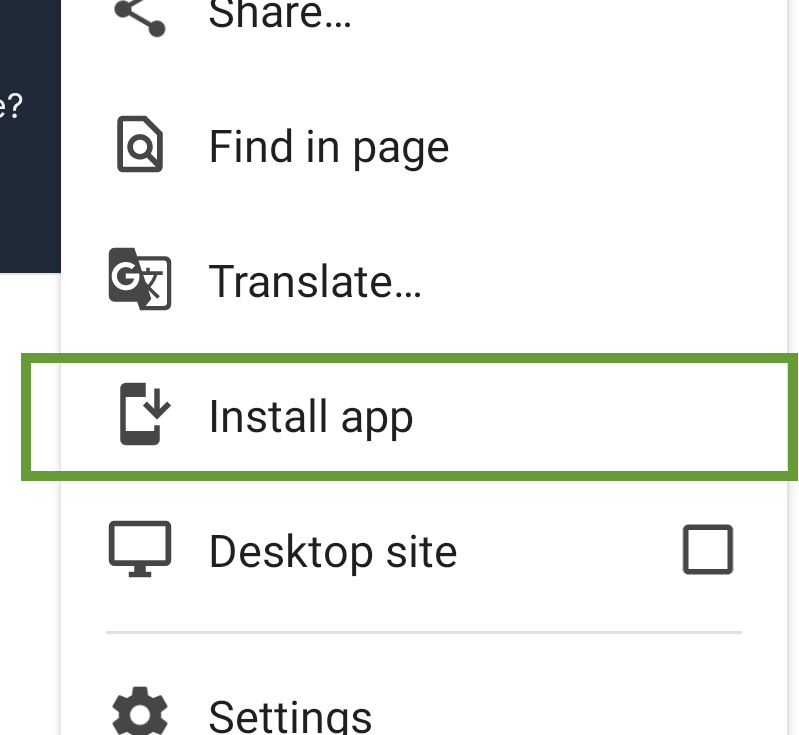 Share...
e?
Find in page
Translate...
Install app
Desktop site
Settings